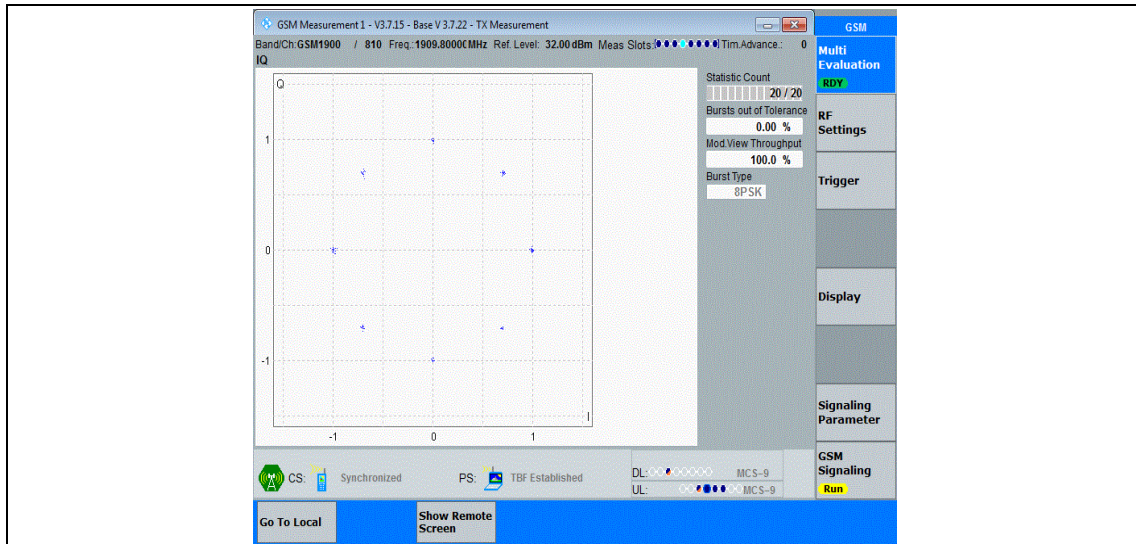 GSM Measurement 1 - V3.7.15 - Base V 3.7.22 - TX Measurement
GSM
Band/Ch:GSM1900 / 810 Freq.:1909.80000 MHz Ref. Level: 32.00 dBm Meas Slots: Tim.Advance.: 0
IQ
Multi
Evaluation
RDY
Q
Statistic Count
20 / 20
Bursts out of Tolerance
0.00 %
Mod.View Throughput
100.0 %
Burst Type
8PSK
1
0
-1
I
-1 0 1
RF
Settings
Trigger
Display
Signaling
Parameter
GSM
Signaling
Run
CS: Synchronized PS: TBF Established
DL: MCS-9
UL: MCS-9
Go To Local
Show Remote
Screen